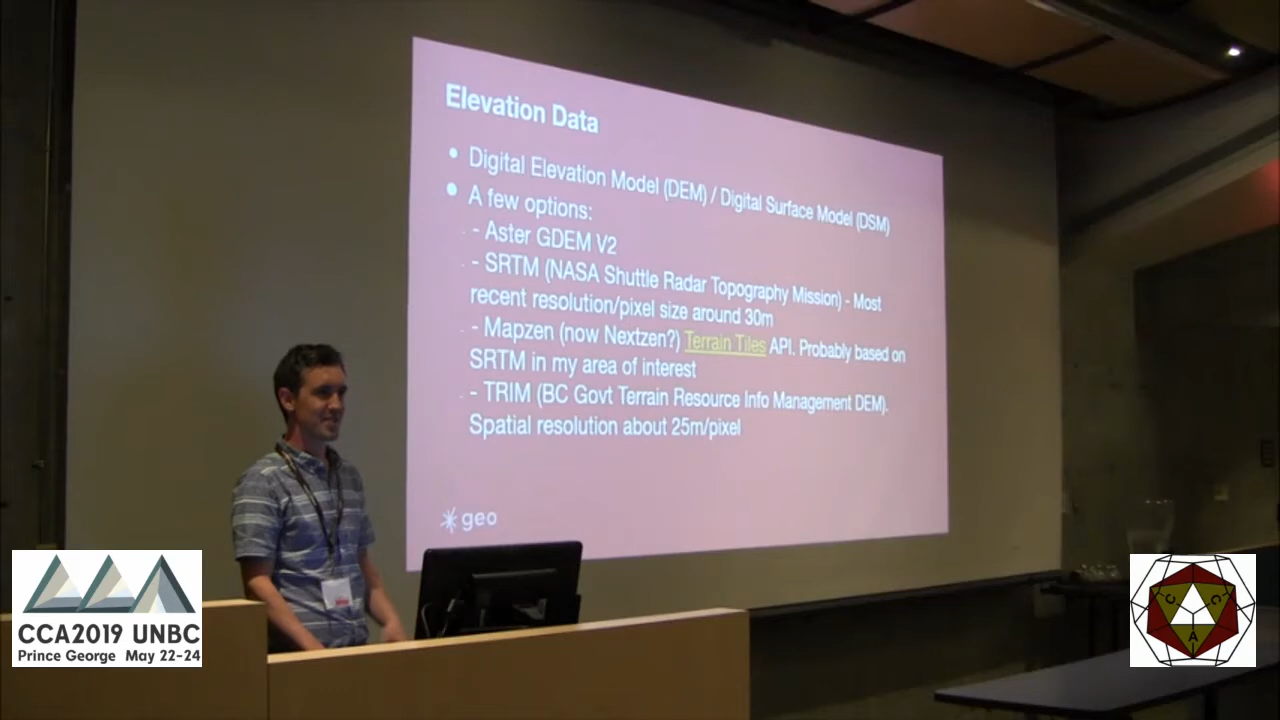 Elevation Data
• Digital Elevation Model (DEM) / Digital Surface Model (DSM)
• A few options:
- Aster GDEM V2
- SRTM (NASA Shuttle Radar Topography Mission) - Most
recent resolution/pixel size around 30m
- Mapzen (now Nextzen?) Terrain Tiles API. Probably based on
SRTM in my area of interest
- TRIM (BC Govt Terrain Resource Info Management DEM).
Spatial resolution about 25m/pixel
geo
CCA2019 UNBC
Prince George May 22-24
C C
A